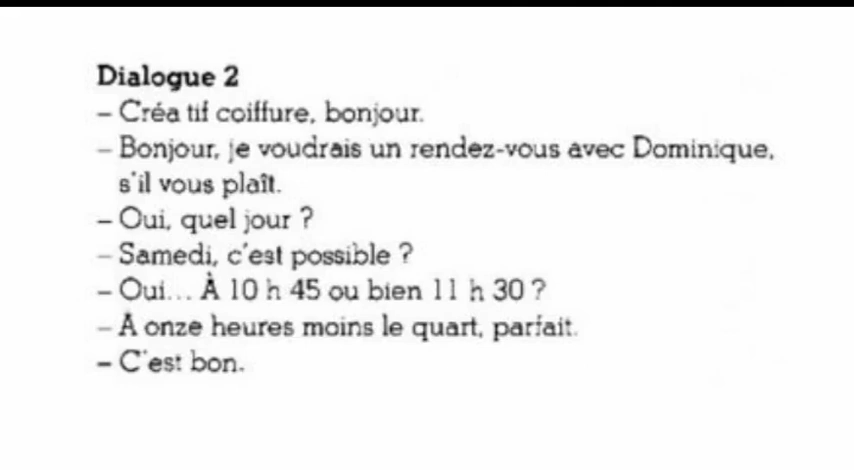 Dialogue 2
– Créa tif coiffure, bonjour.
– Bonjour, je voudrais un rendez-vous avec Dominique,
s'il vous plaît.
– Oui, quel jour ?
– Samedi, c'est possible ?
– Oui... À 10 h 45 ou bien 11 h 30 ?
– À onze heures moins le quart, parfait.
– C'est bon.